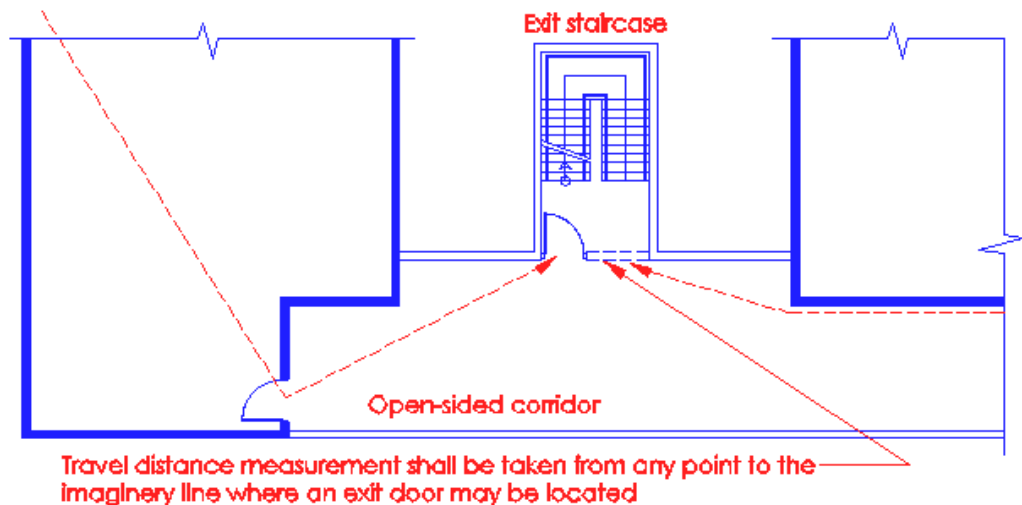 Exit staircase
Open-sided corridor
Travel distance measurement shall be taken from any point to the
imaginery line where an exit door may be located